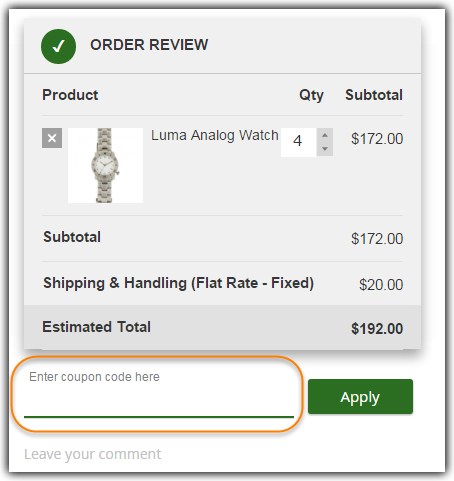 ORDER REVIEW
Product Qty Subtotal
Luma Analog Watch 4 $172.00
Subtotal $172.00
Shipping & Handling (Flat Rate - Fixed) $20.00
Estimated Total $192.00
Enter coupon code here
Apply
Leave your comment